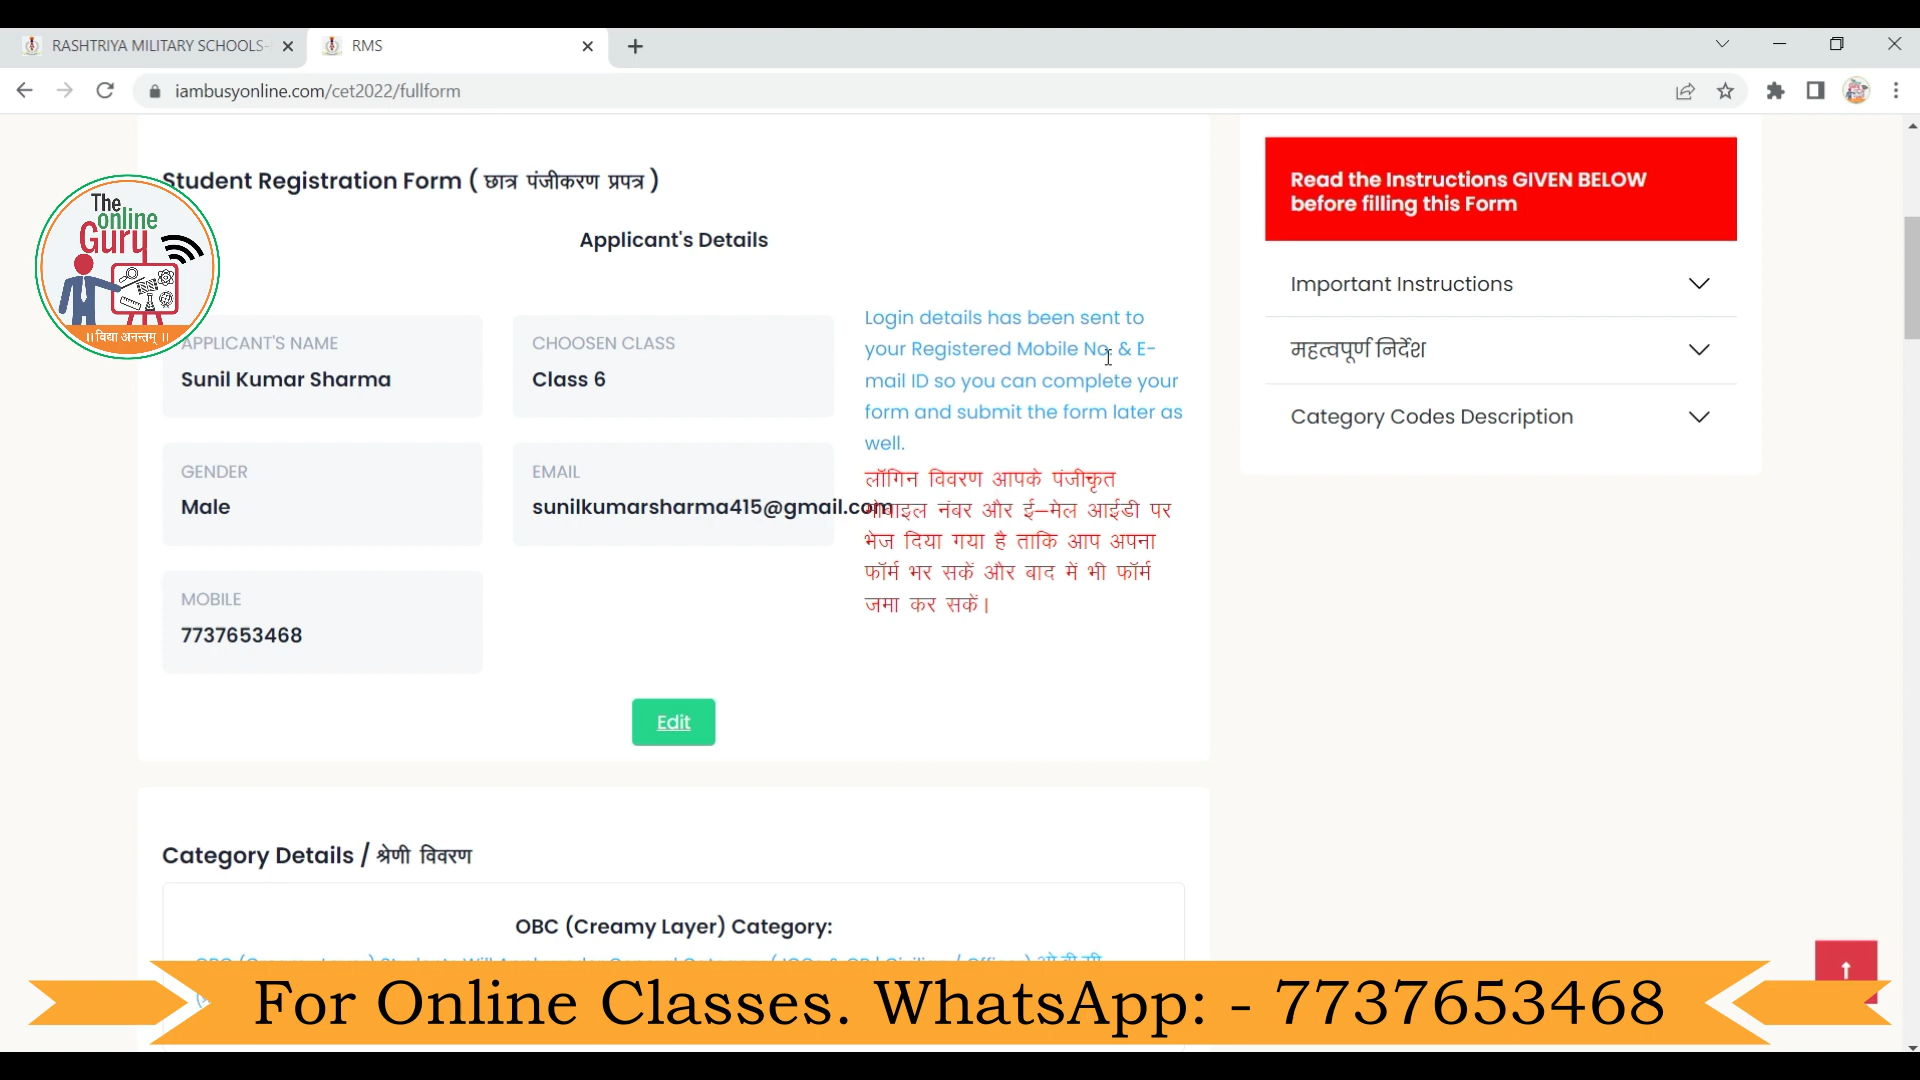 RASHTRIYA MILITARY SCHOOLS-
RMS
iambusyonline.com/cet2022/fullform
Student Registration Form ( छात्र पंजीकरण प्रपत्र )
The
online
Guru
।। विद्या अनन्तम् ।।
Applicant's Details
APPLICANT'S NAME
Sunil Kumar Sharma
CHOOSEN CLASS
Class 6
GENDER
Male
EMAIL
sunilkumarsharma415@gmail.com
MOBILE
7737653468
Login details has been sent to
your Registered Mobile No. & E-
mail ID so you can complete your
form and submit the form later as
well.
लॉगिन विवरण आपके पंजीकृत
मोबाइल नंबर और ई–मेल आईडी पर
भेज दिया गया है ताकि आप अपना
फॉर्म भर सकें और बाद में भी फॉर्म
जमा कर सकें।
Edit
Read the Instructions GIVEN BELOW
before filling this Form
Important Instructions
महत्वपूर्ण निर्देश
Category Codes Description
Category Details / श्रेणी विवरण
OBC (Creamy Layer) Category:
For Online Classes. WhatsApp: - 7737653468